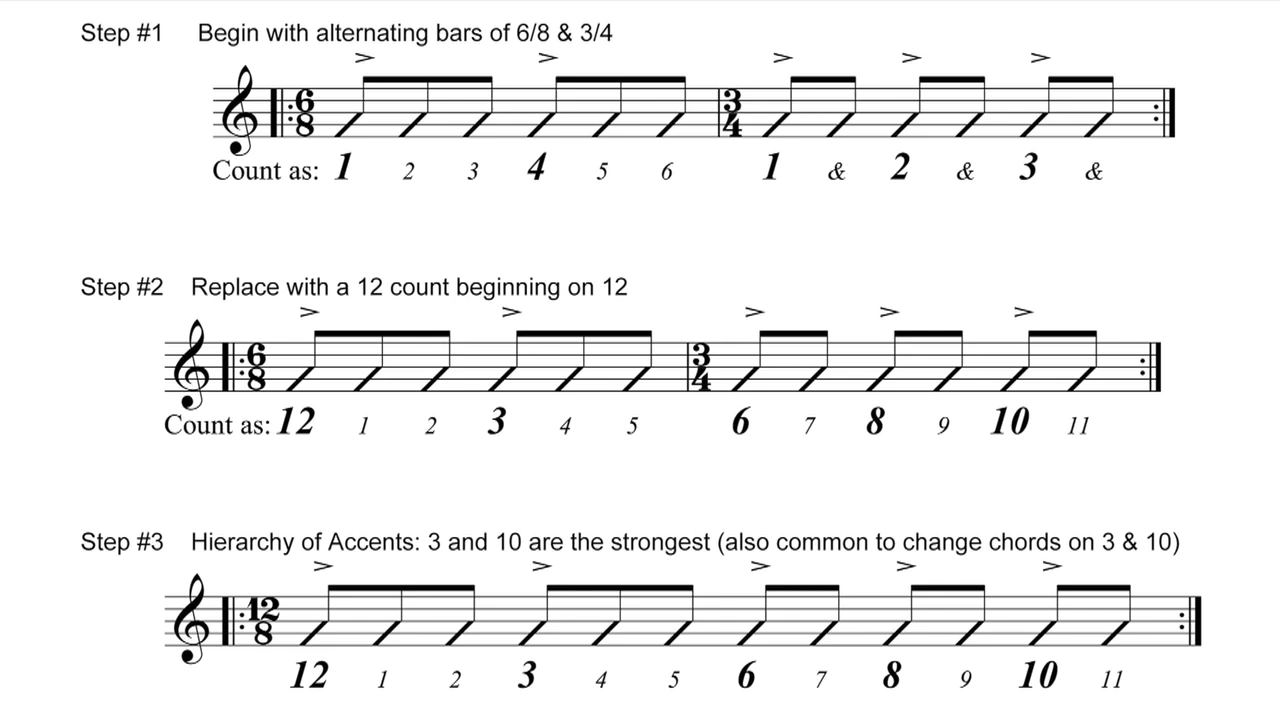 Step #1 Begin with alternating bars of 6/8 & 3/4
6 8 3 4
Count as: 1 2 3 4 5 6 1 & 2 & 3 &
Step #2 Replace with a 12 count beginning on 12
6 8 3 4
Count as: 12 1 2 3 4 5 6 7 8 9 10 11
Step #3 Hierarchy of Accents: 3 and 10 are the strongest (also common to change chords on 3 & 10)
12 8
12 1 2 3 4 5 6 7 8 9 10 11